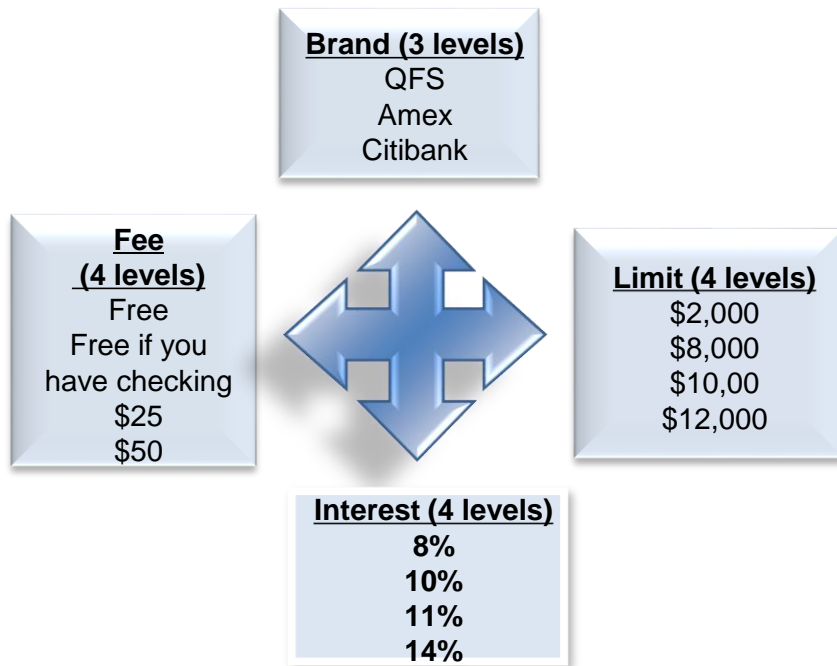 Brand (3 levels)
QFS
Amex
Citibank
Fee
(4 levels)
Free
Free if you
have checking
$25
$50
Limit (4 levels)
$2,000
$8,000
$10,00
$12,000
Interest (4 levels)
8%
10%
11%
14%